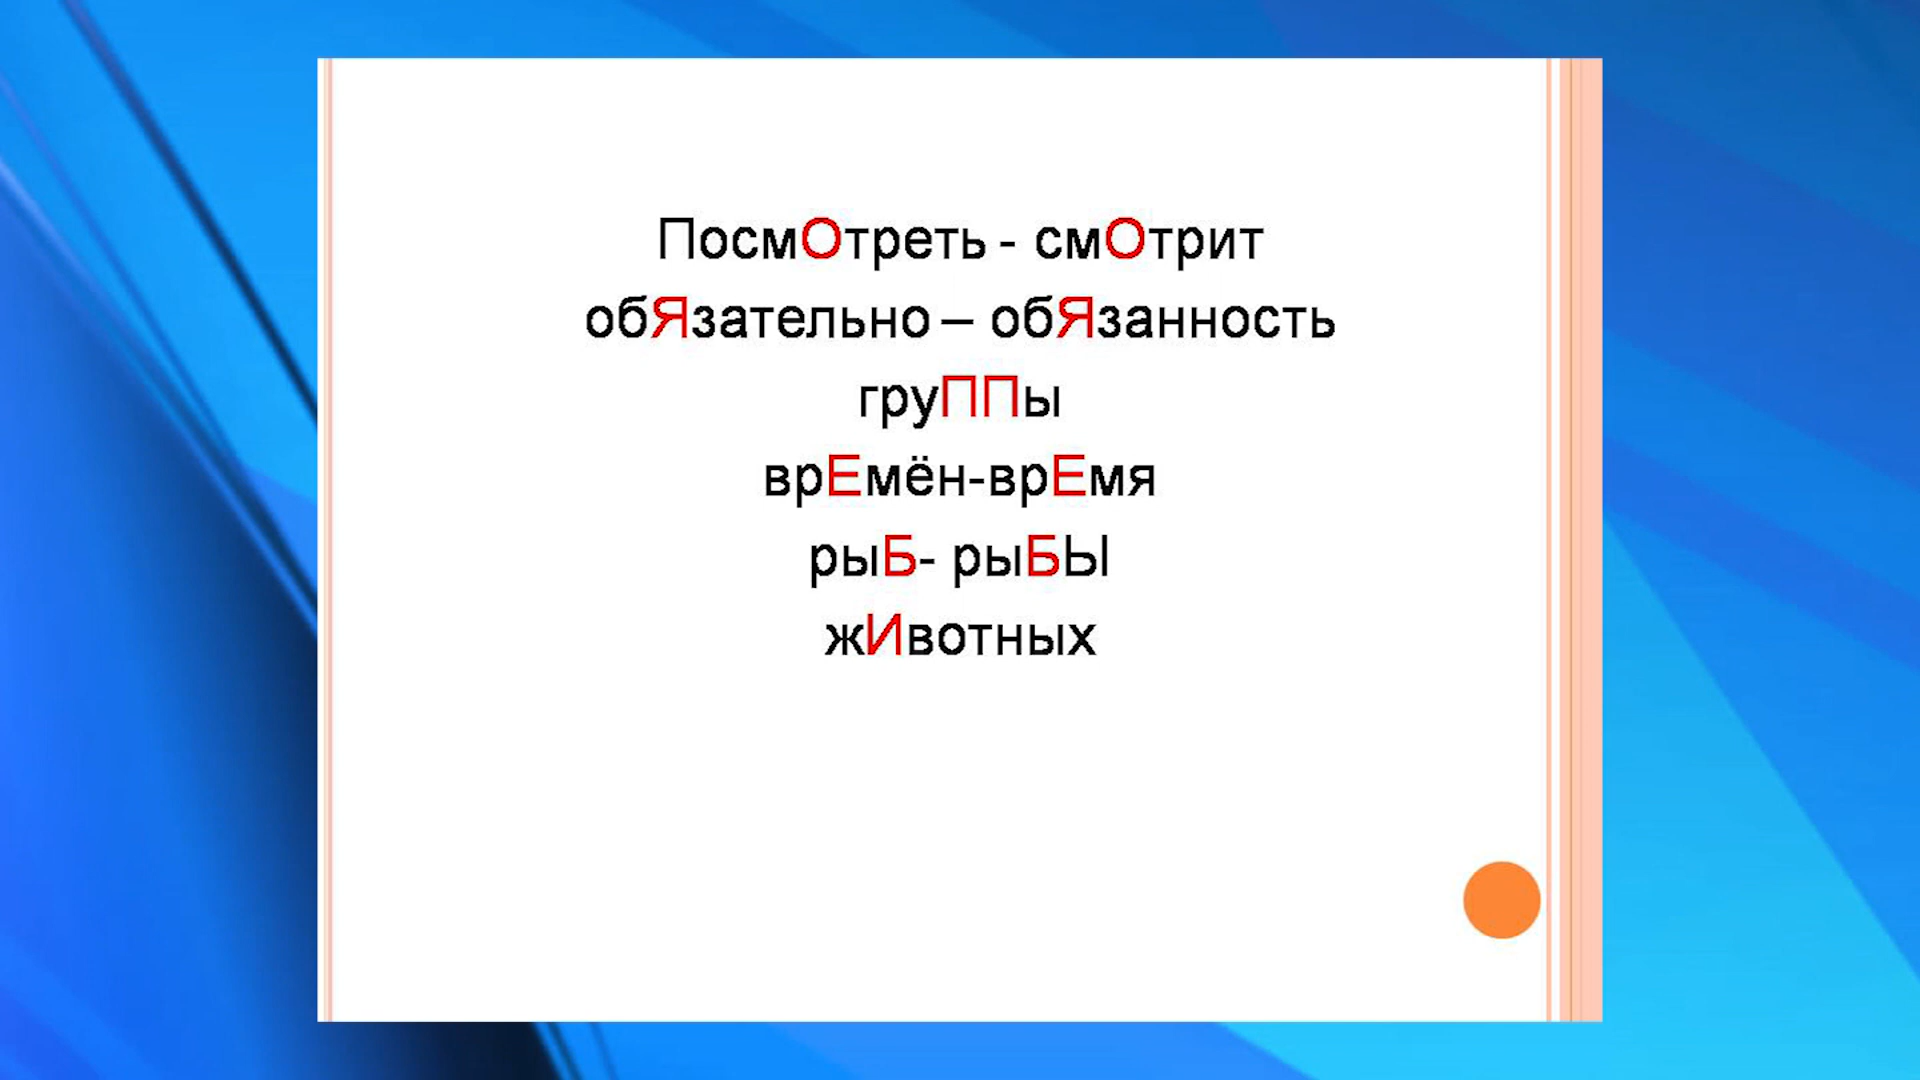 ПосмОтреть - смОтрит
обЯзательно – обЯзанность
груППы
врЕмён-врЕмя
рыБ- рыБЫ
жИвотных